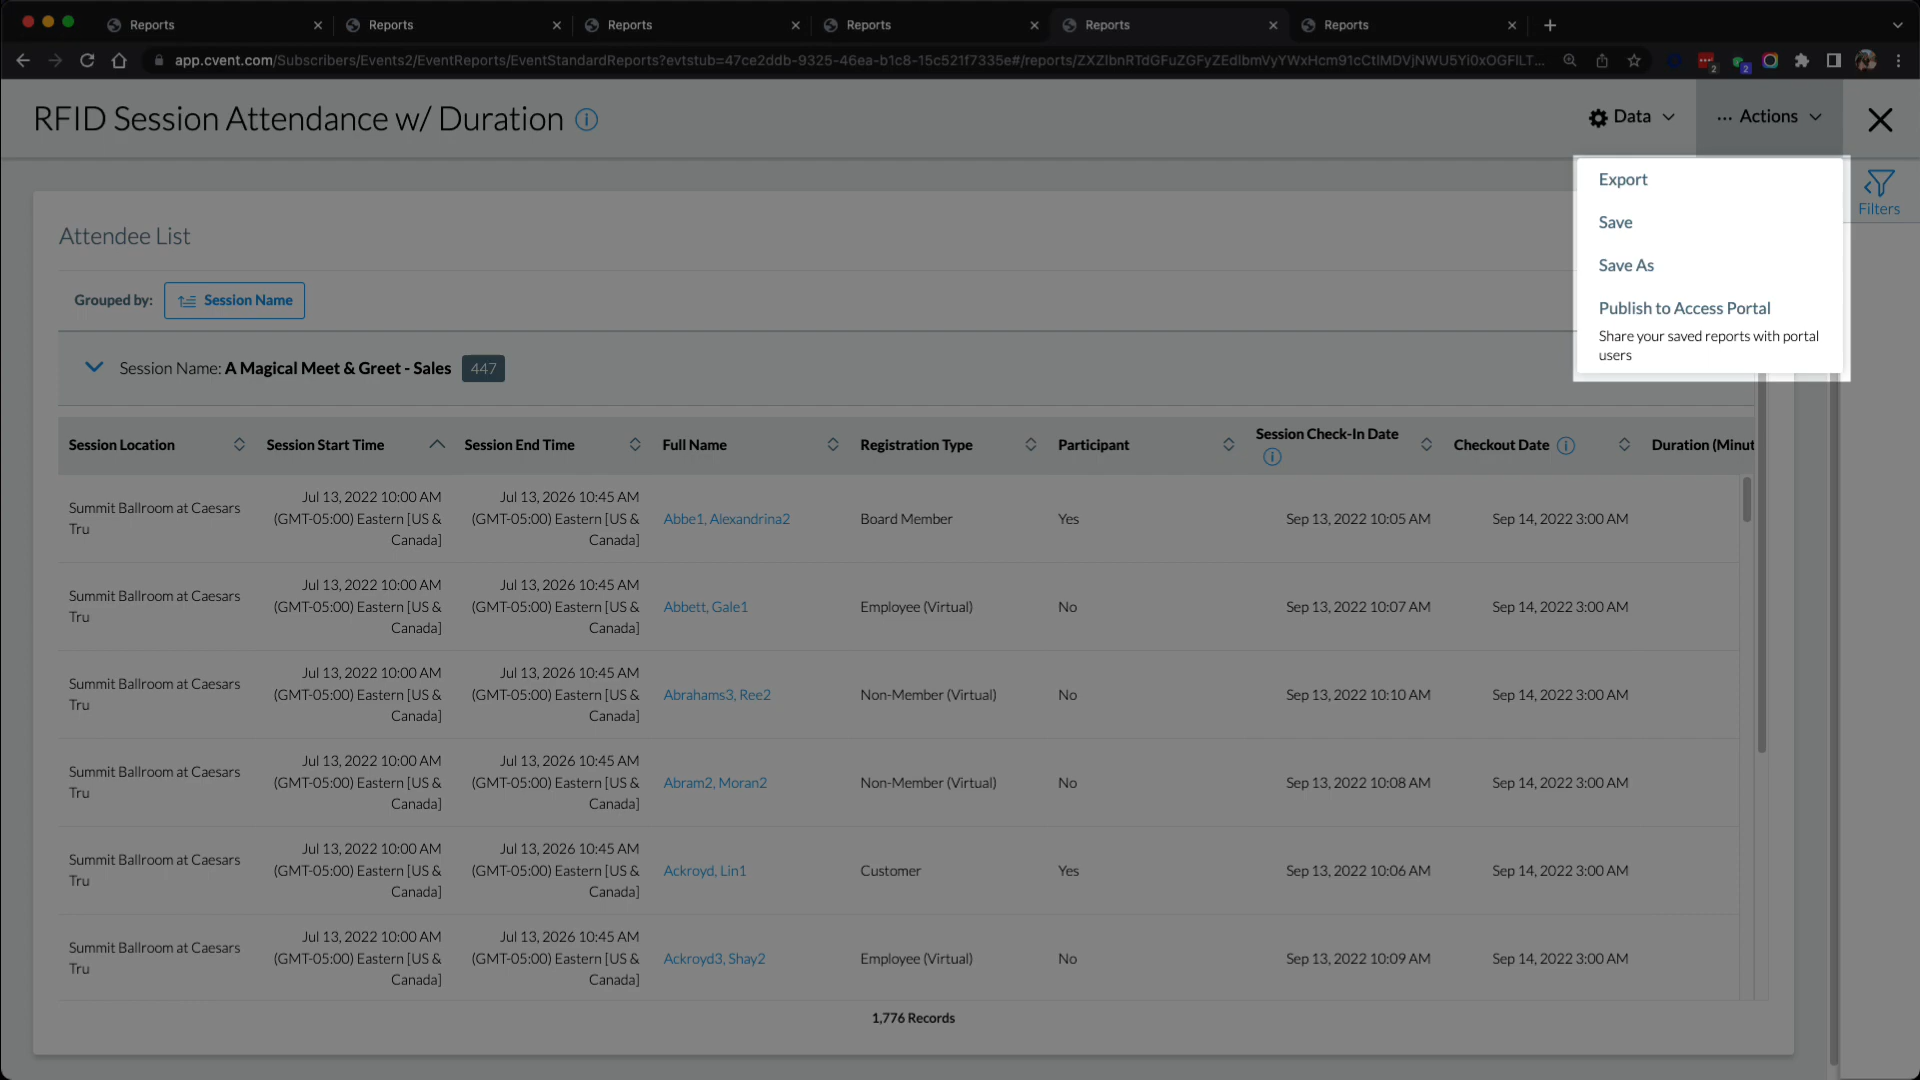 Reports
Reports
Reports
Reports
Reports
Reports
app.cvent.com/Subscribers/Events2/EventReports/EventStandardReports?evtstub=47ce2ddb-9325-46ea-b1c8-15c521f7335e#/reports/ZXZlbnRTdGFuZGFyZEdlbmVyYWxHcm91cCtlMDVjNWU5Yi0xOGFlLT...
2
2
RFID Session Attendance w/ Duration
Data
... Actions
Export
Save
Save As
Publish to Access Portal
Share your saved reports with portal
users
Filters
Attendee List
Grouped by: Session Name
Session Name: A Magical Meet & Greet - Sales 447
Session Location Session Start Time Session End Time Full Name Registration Type Participant Session Check-In Date Checkout Date Duration (Minut
Summit Ballroom at Caesars
Tru
Jul 13, 2022 10:00 AM
(GMT-05:00) Eastern [US &
Canada]
Jul 13, 2026 10:45 AM
(GMT-05:00) Eastern [US &
Canada]
Abbe1, Alexandrina2
Board Member
Yes
Sep 13, 2022 10:05 AM
Sep 14, 2022 3:00 AM
Summit Ballroom at Caesars
Tru
Jul 13, 2022 10:00 AM
(GMT-05:00) Eastern [US &
Canada]
Jul 13, 2026 10:45 AM
(GMT-05:00) Eastern [US &
Canada]
Abbett, Gale1
Employee (Virtual)
No
Sep 13, 2022 10:07 AM
Sep 14, 2022 3:00 AM
Summit Ballroom at Caesars
Tru
Jul 13, 2022 10:00 AM
(GMT-05:00) Eastern [US &
Canada]
Jul 13, 2026 10:45 AM
(GMT-05:00) Eastern [US &
Canada]
Abrahams3, Ree2
Non-Member (Virtual)
No
Sep 13, 2022 10:10 AM
Sep 14, 2022 3:00 AM
Summit Ballroom at Caesars
Tru
Jul 13, 2022 10:00 AM
(GMT-05:00) Eastern [US &
Canada]
Jul 13, 2026 10:45 AM
(GMT-05:00) Eastern [US &
Canada]
Abram2, Moran2
Non-Member (Virtual)
No
Sep 13, 2022 10:08 AM
Sep 14, 2022 3:00 AM
Summit Ballroom at Caesars
Tru
Jul 13, 2022 10:00 AM
(GMT-05:00) Eastern [US &
Canada]
Jul 13, 2026 10:45 AM
(GMT-05:00) Eastern [US &
Canada]
Ackroyd, Lin1
Customer
Yes
Sep 13, 2022 10:06 AM
Sep 14, 2022 3:00 AM
Summit Ballroom at Caesars
Tru
Jul 13, 2022 10:00 AM
(GMT-05:00) Eastern [US &
Canada]
Jul 13, 2026 10:45 AM
(GMT-05:00) Eastern [US &
Canada]
Ackroyd3, Shay2
Employee (Virtual)
No
Sep 13, 2022 10:09 AM
Sep 14, 2022 3:00 AM
1,776 Records